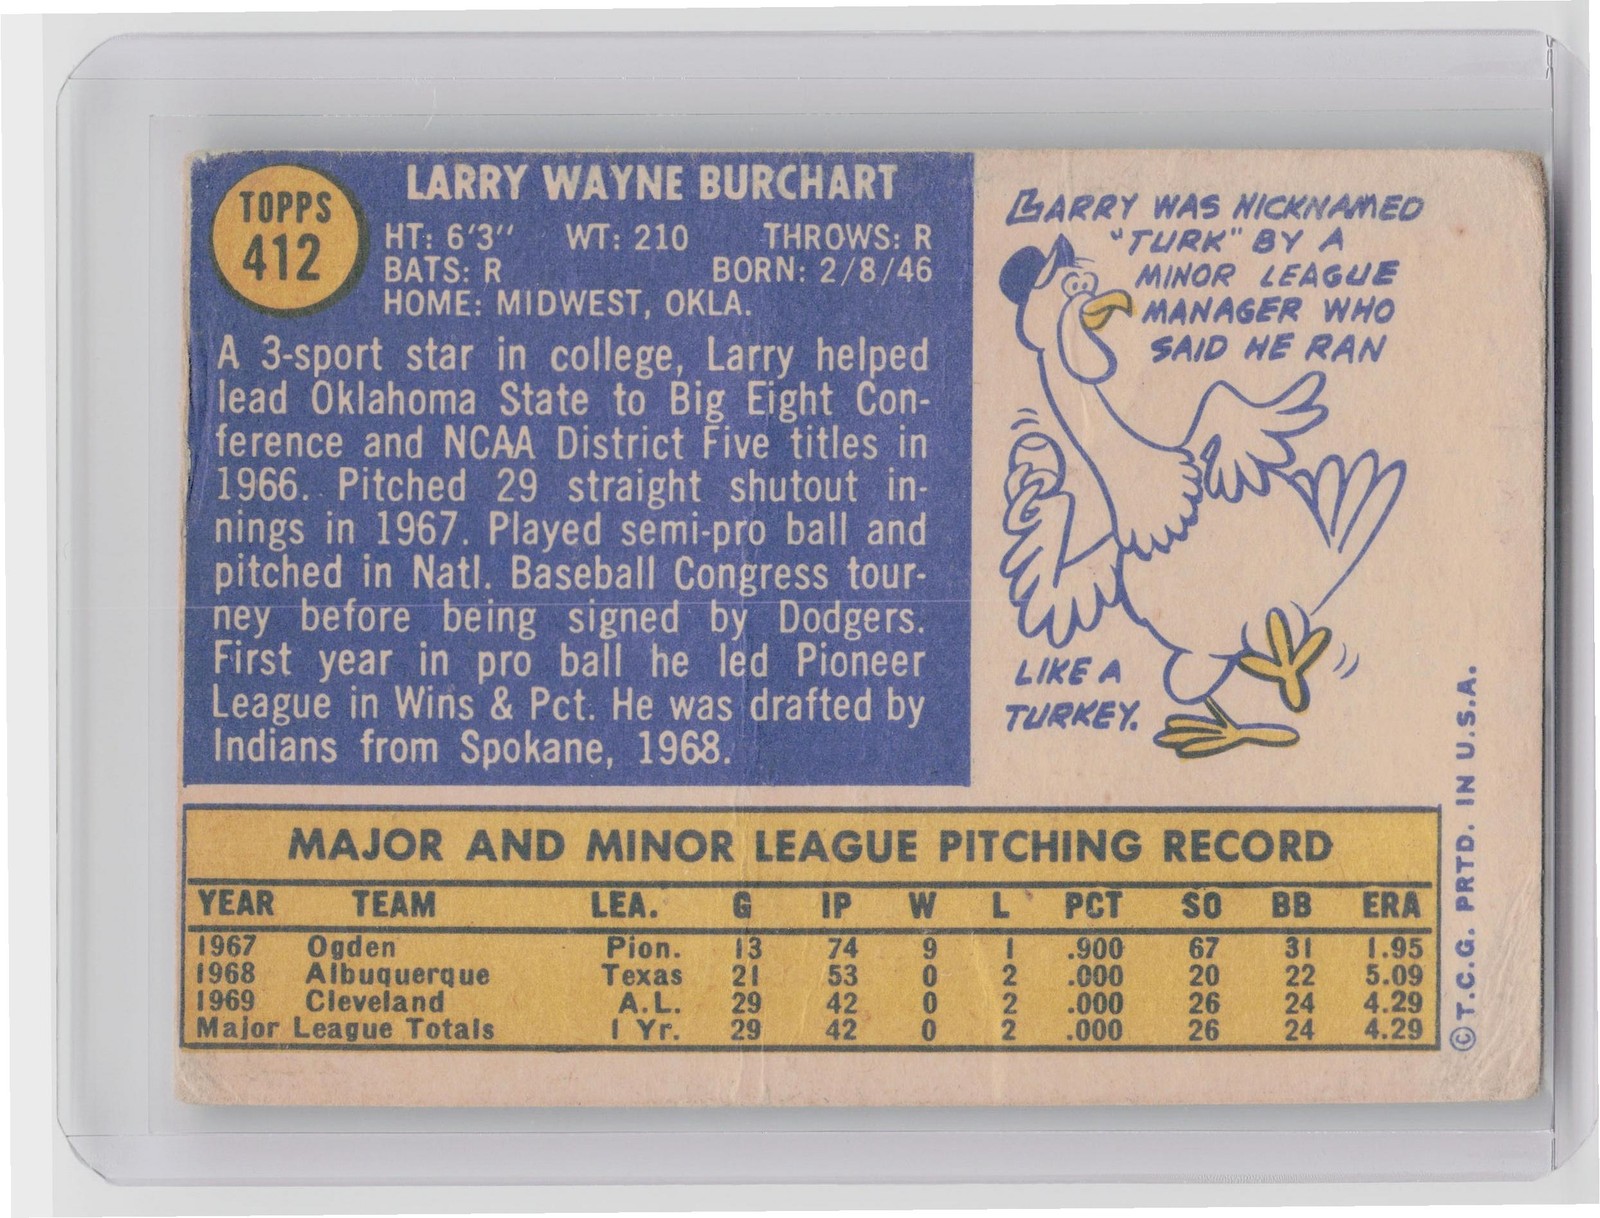 TOPPS
412
LARRY WAYNE BURCHART
HT: 6'3" WT: 210 THROWS: R
BATS: R BORN: 2/8/46
HOME: MIDWEST, OKLA.
A 3-sport star in college, Larry helped
lead Oklahoma State to Big Eight Con-
ference and NCAA District Five titles in
1966. Pitched 29 straight shutout in-
nings in 1967. Played semi-pro ball and
pitched in Natl. Baseball Congress tour-
ney before being signed by Dodgers.
First year in pro ball he led Pioneer
League in Wins & Pct. He was drafted by
Indians from Spokane, 1968.
LARRY WAS NICKNAMED
"TURK" BY A
MINOR LEAGUE
MANAGER WHO
SAID HE RAN
LIKE A
TURKEY.
MAJOR AND MINOR LEAGUE PITCHING RECORD
YEAR TEAM LEA. G IP W L PCT SO BB ERA
1967 Ogden Pion. 13 74 9 1 .900 67 31 1.95
1968 Albuquerque Texas 21 53 0 2 .000 20 22 5.09
1969 Cleveland A.L. 29 42 0 2 .000 26 24 4.29
Major League Totals 1 Yr. 29 42 0 2 .000 26 24 4.29
© T.C.G. PRTD. IN U.S.A.